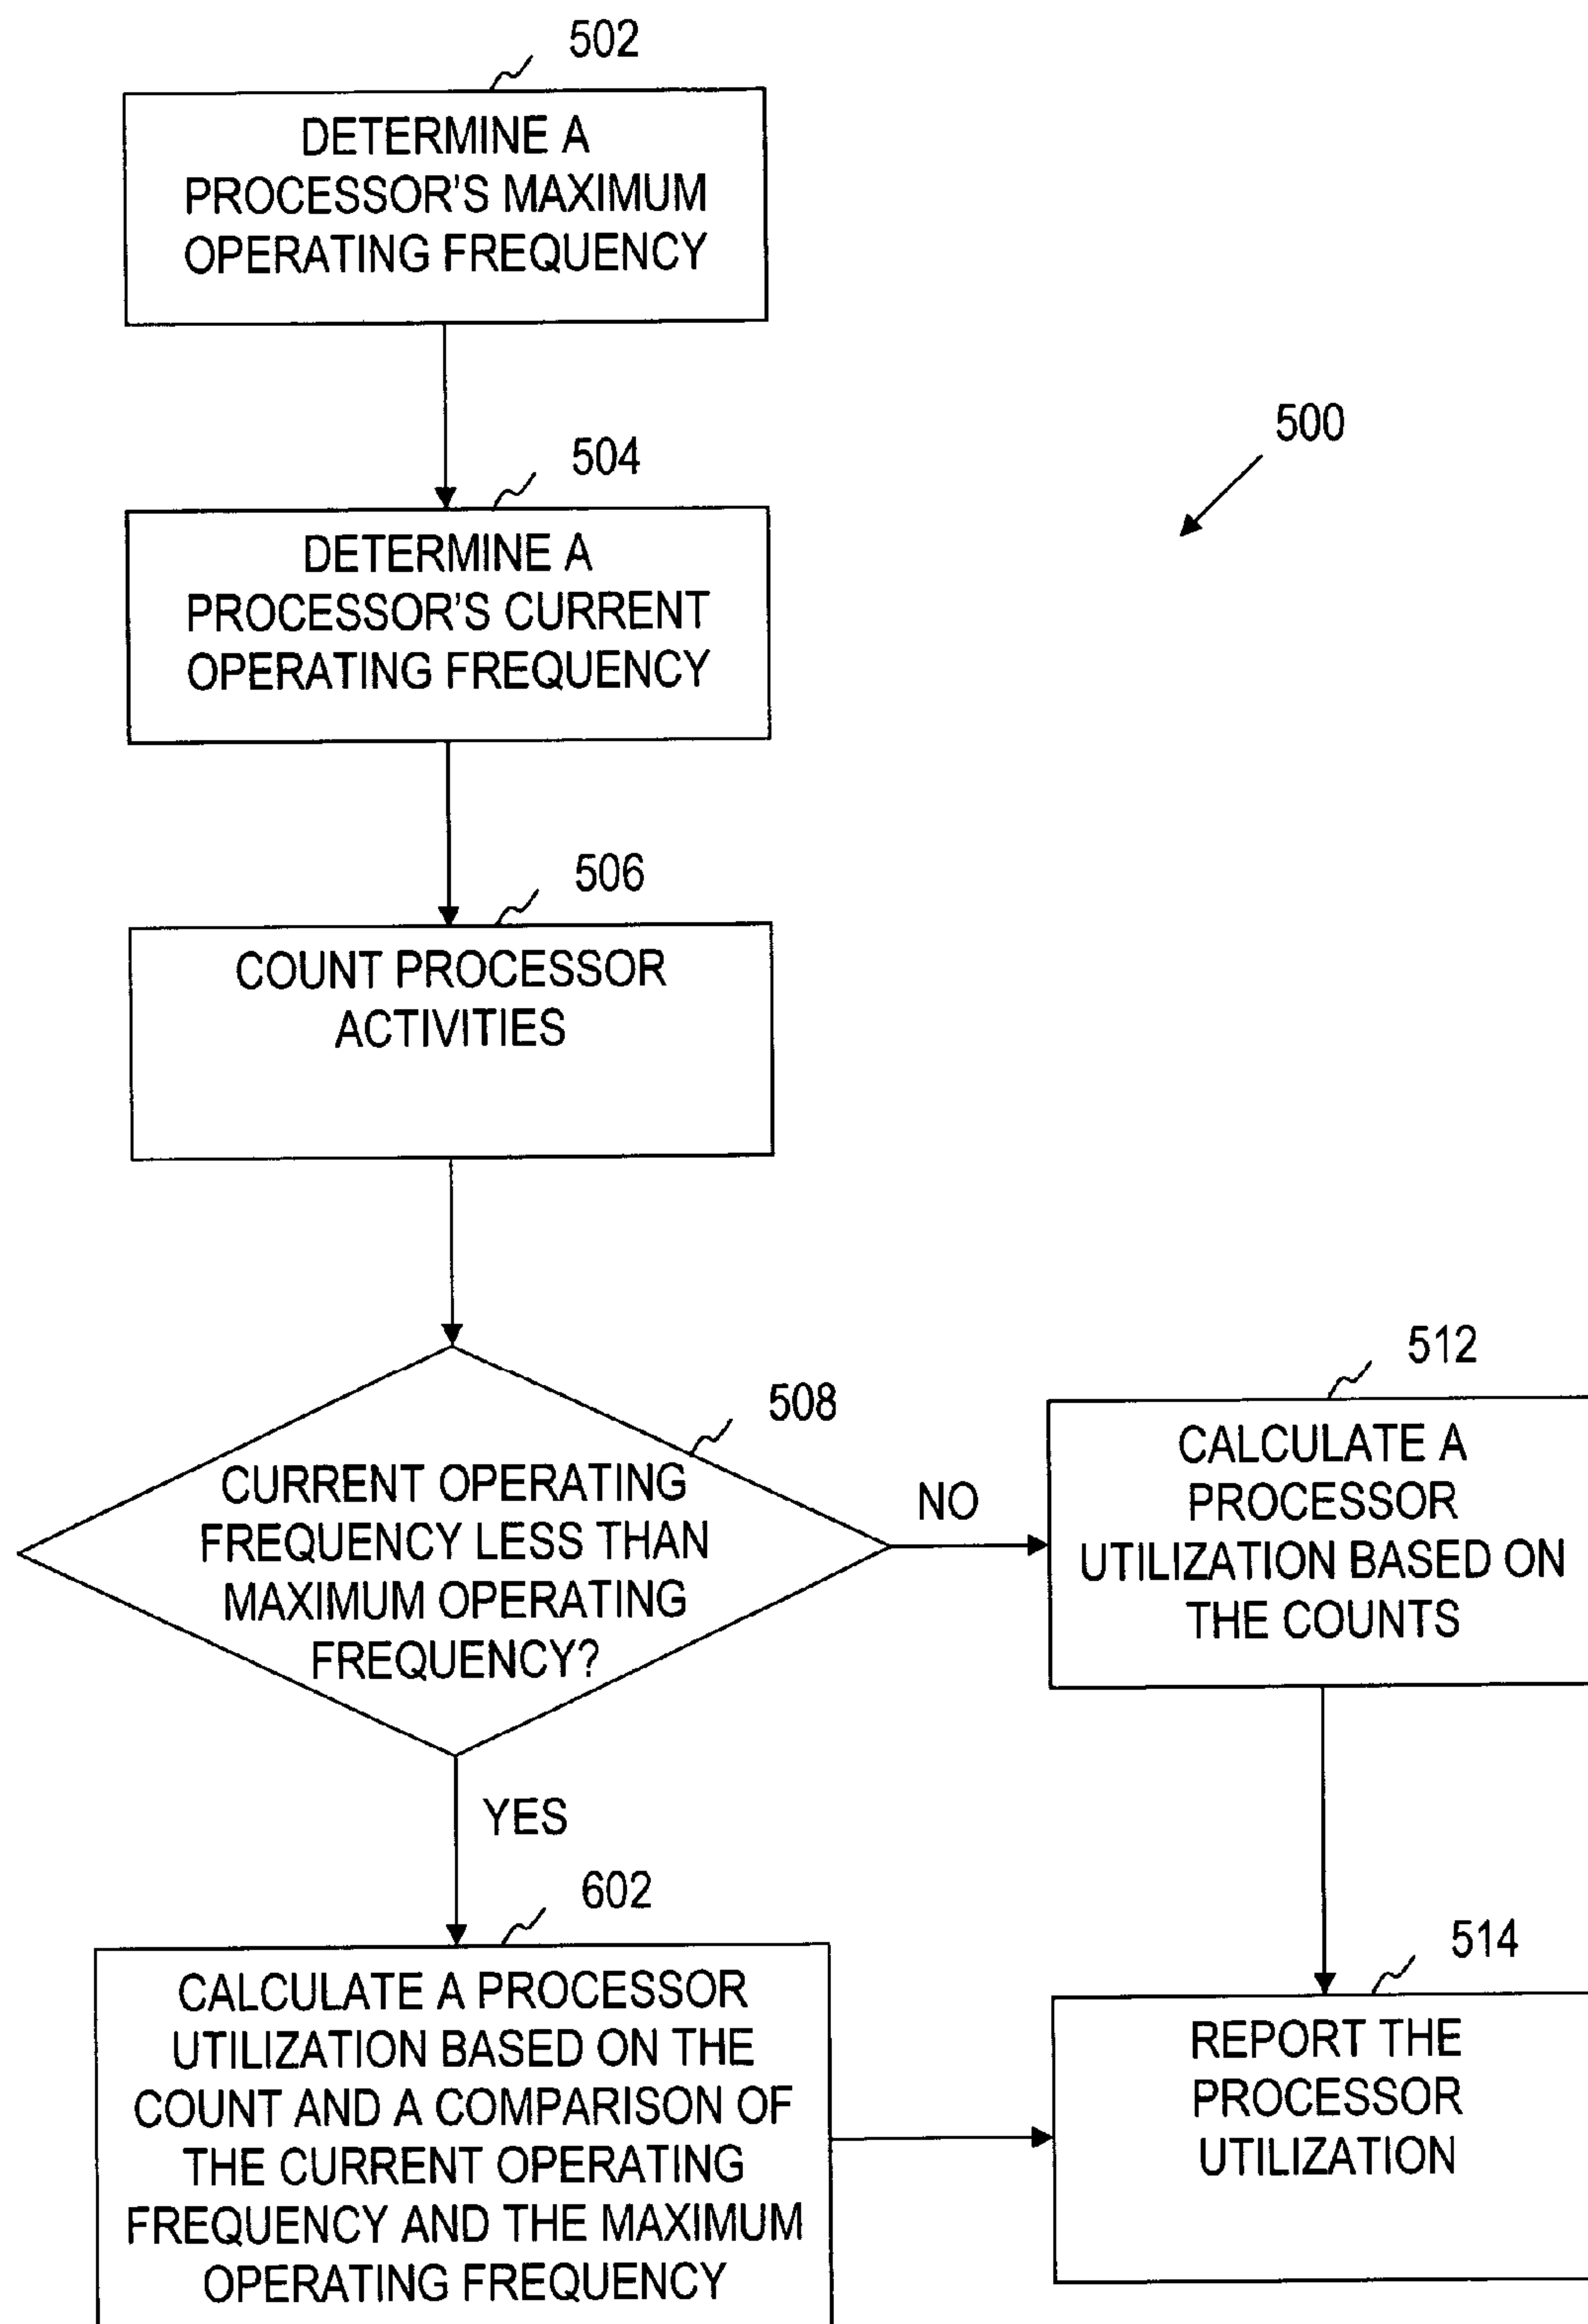 502
DETERMINE A
PROCESSOR'S MAXIMUM
OPERATING FREQUENCY
500
504
DETERMINE A
PROCESSOR'S CURRENT
OPERATING FREQUENCY
506
COUNT PROCESSOR
ACTIVITIES
508
CURRENT OPERATING
FREQUENCY LESS THAN
MAXIMUM OPERATING
FREQUENCY?
NO
512
CALCULATE A
PROCESSOR
UTILIZATION BASED ON
THE COUNTS
YES
602
CALCULATE A PROCESSOR
UTILIZATION BASED ON THE
COUNT AND A COMPARISON OF
THE CURRENT OPERATING
FREQUENCY AND THE MAXIMUM
OPERATING FREQUENCY
514
REPORT THE
PROCESSOR
UTILIZATION